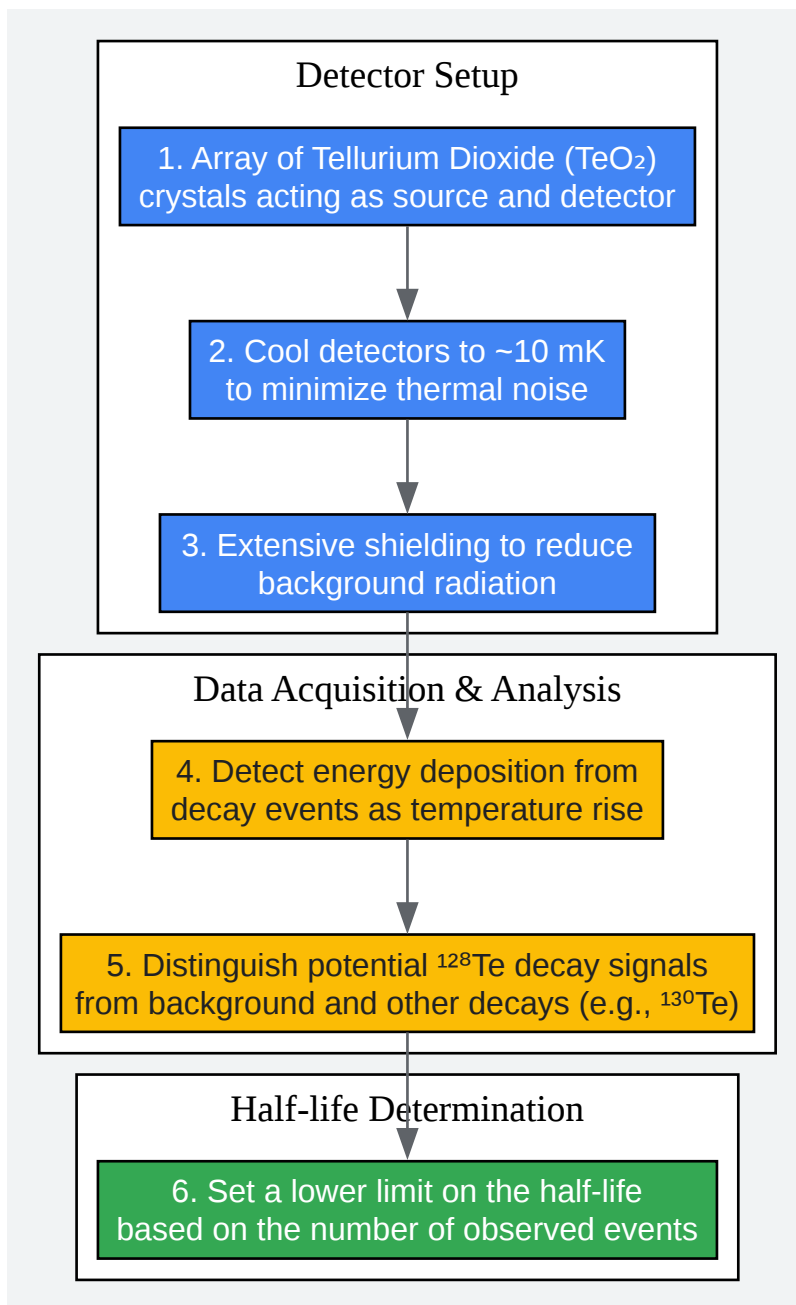 Detector Setup
1. Array of Tellurium Dioxide (TeO₂)
crystals acting as source and detector
2. Cool detectors to ~10 mK
to minimize thermal noise
3. Extensive shielding to reduce
background radiation
Data Acquisition & Analysis
4. Detect energy deposition from
decay events as temperature rise
5. Distinguish potential ¹²⁸Te decay signals
from background and other decays (e.g., ¹³⁰Te)
Half-life Determination
6. Set a lower limit on the half-life
based on the number of observed events